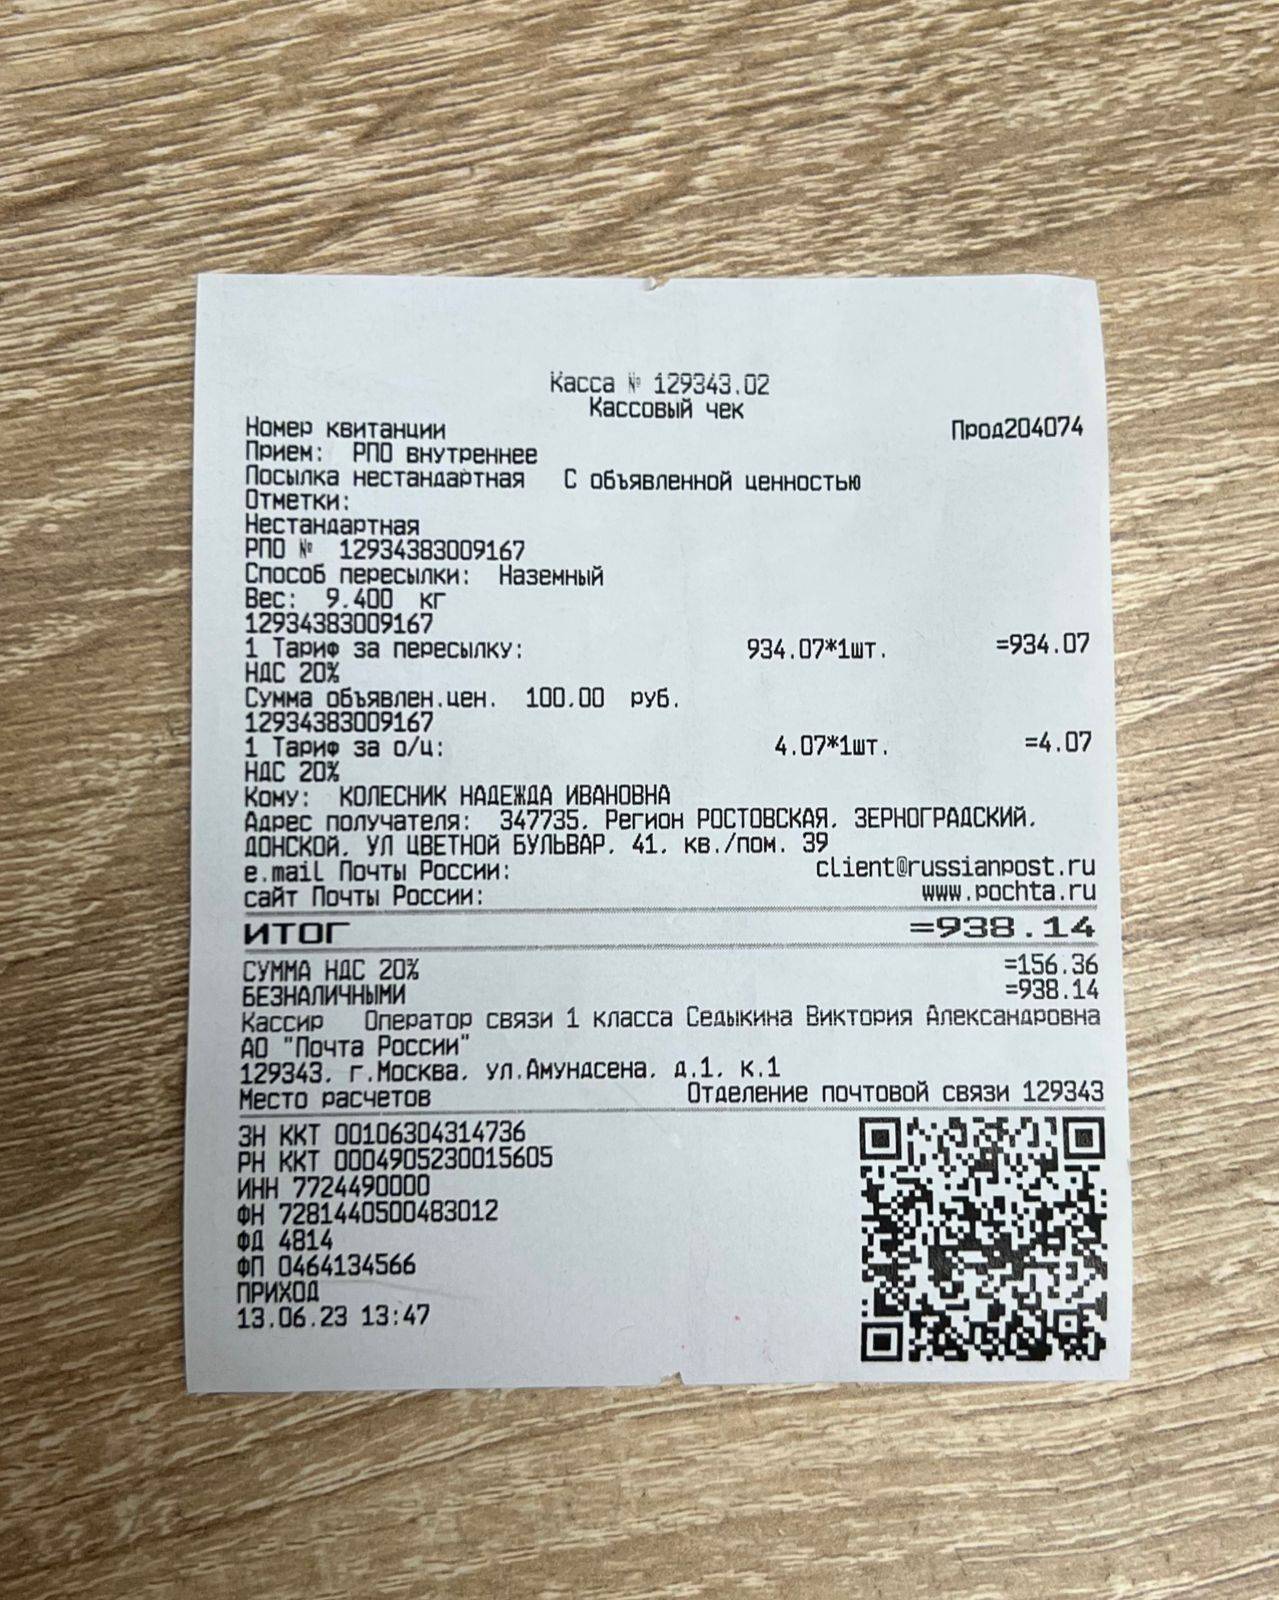 Касса № 129343.02
Кассовый чек
Номер квитанции Прод204074
Прием: РПО внутреннее
Посылка нестандартная С объявленной ценностью
Отметки:
Нестандартная
РПО № 12934383009167
Способ пересылки: Наземный
Вес: 9.400 кг
12934383009167
1 Тариф за пересылку: 934.07*1шт. =934.07
НДС 20%
Сумма объявлен.цен. 100.00 руб.
12934383009167
1 Тариф за о/ц: 4.07*1шт. =4.07
НДС 20%
Кому: КОЛЕСНИК НАДЕЖДА ИВАНОВНА
Адрес получателя: 347735, Регион РОСТОВСКАЯ, ЗЕРНОГРАДСКИЙ,
ДОНСКОЙ, УЛ ЦВЕТНОЙ БУЛЬВАР, 41, кв./пом. 39
e.mail Почты России: client@russianpost.ru
сайт Почты России: www.pochta.ru
ИТОГ =938.14
СУММА НДС 20% =156.36
БЕЗНАЛИЧНЫМИ =938.14
Кассир Оператор связи 1 класса Седыкина Виктория Александровна
АО "Почта России"
129343, г.Москва, ул.Амундсена, д.1, к.1
Место расчетов Отделение почтовой связи 129343
ЗН ККТ 00106304314736
РН ККТ 0004905230015605
ИНН 7724490000
ФН 7281440500483012
ФД 4814
ФП 0464134566
ПРИХОД
13.06.23 13:47